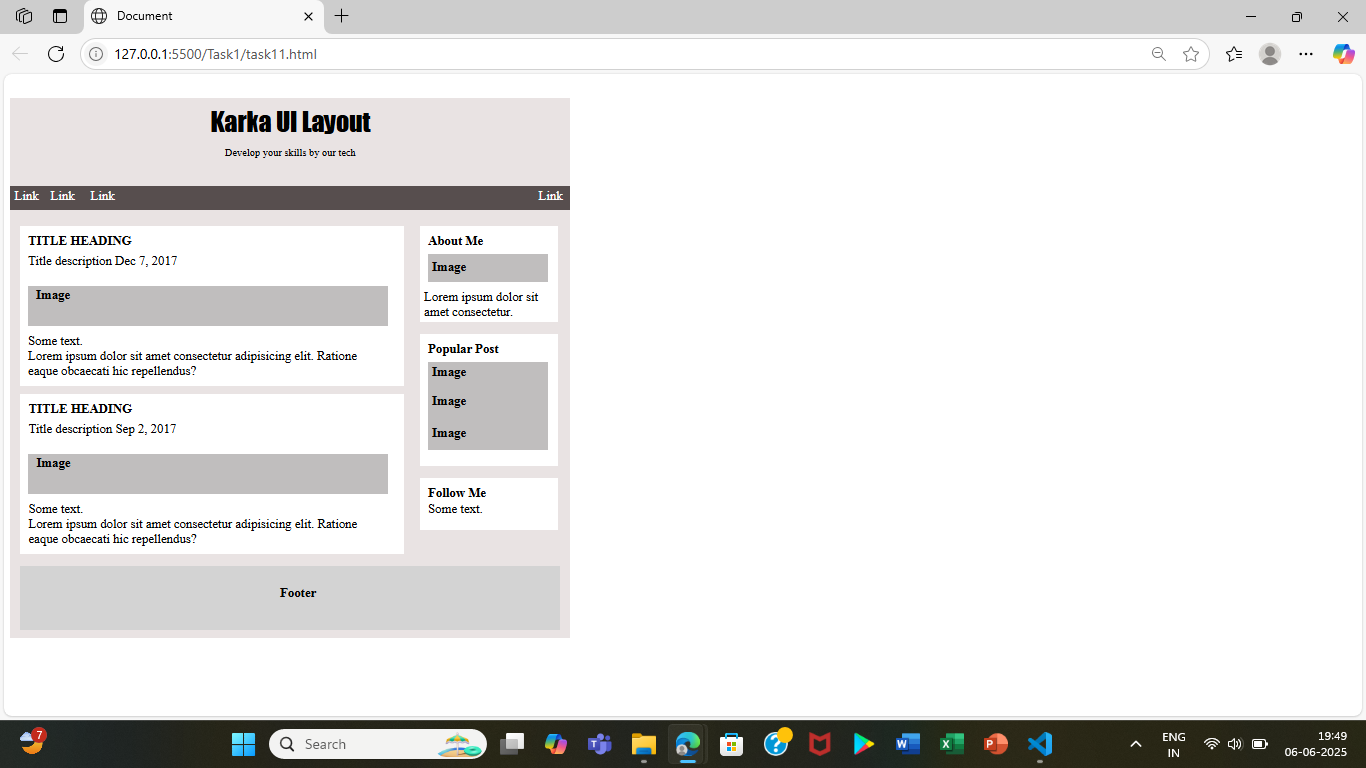 Document
127.0.0.1:5500/Task1/task11.html
Karka UI Layout
Develop your skills by our tech
Link Link Link Link
TITLE HEADING
Title description Dec 7, 2017
Image
Some text.
Lorem ipsum dolor sit amet consectetur adipisicing elit. Ratione
eaque obcaecati hic repellendus?
TITLE HEADING
Title description Sep 2, 2017
Image
Some text.
Lorem ipsum dolor sit amet consectetur adipisicing elit. Ratione
eaque obcaecati hic repellendus?
About Me
Image
Lorem ipsum dolor sit
amet consectetur.
Popular Post
Image
Image
Image
Follow Me
Some text.
Footer
7
Search
ENG
IN
19:49
06-06-2025